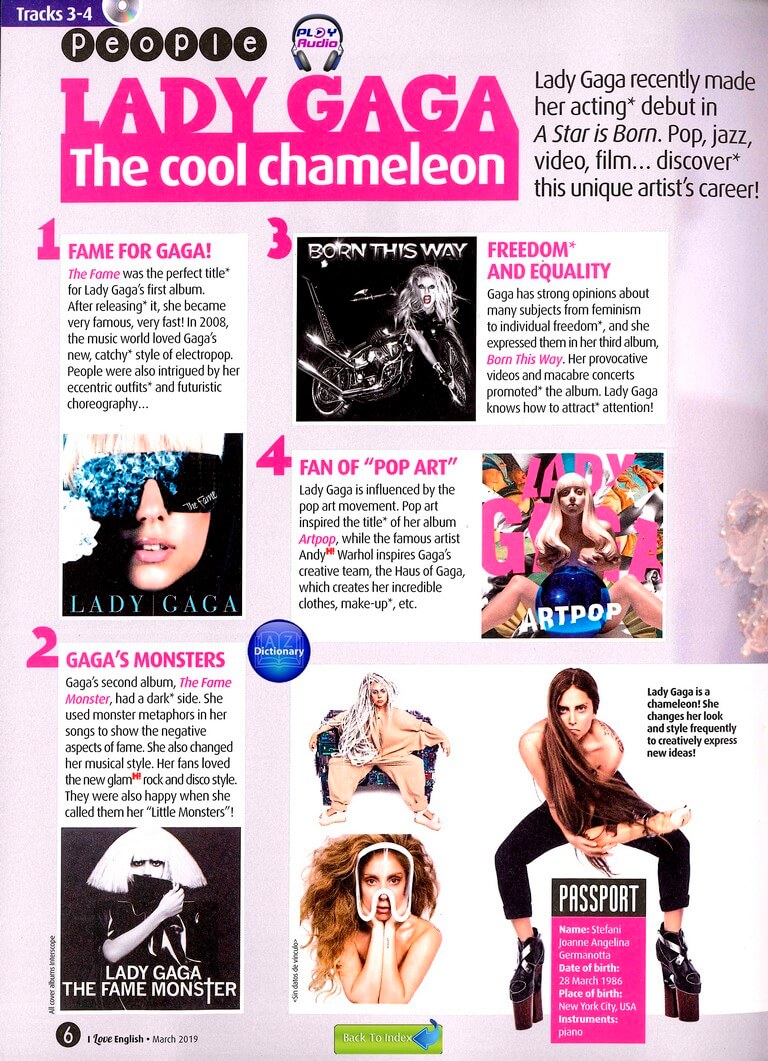 Tracks 3-4
people
PLAY
Audio
LADY GAGA
The cool chameleon
Lady Gaga recently made
her acting* debut in
A Star is Born. Pop, jazz,
video, film... discover*
this unique artist's career!
1
FAME FOR GAGA!
The Fame was the perfect title*
for Lady Gaga's first album.
After releasing* it, she became
very famous, very fast! In 2008,
the music world loved Gaga's
new, catchy* style of electropop.
People were also intrigued by her
eccentric outfits* and futuristic
choreography...
The Fame
LADY | GAGA
2
GAGA'S MONSTERS
Gaga's second album, The Fame
Monster, had a dark* side. She
used monster metaphors in her
songs to show the negative
aspects of fame. She also changed
her musical style. Her fans loved
the new glam H! rock and disco style.
They were also happy when she
called them her "Little Monsters"!
LADY GAGA
THE FAME MONSTER
All cover albums Interscope
3
BORN THIS WAY
FREEDOM*
AND EQUALITY
Gaga has strong opinions about
many subjects from feminism
to individual freedom*, and she
expressed them in her third album,
Born This Way. Her provocative
videos and macabre concerts
promoted* the album. Lady Gaga
knows how to attract* attention!
4
FAN OF "POP ART"
Lady Gaga is influenced by the
pop art movement. Pop art
inspired the title* of her album
Artpop, while the famous artist
Andy H! Warhol inspires Gaga's
creative team, the Haus of Gaga,
which creates her incredible
clothes, make-up*, etc.
LADY
GAGA
ARTPOP
A-Z
Dictionary
Lady Gaga is a
chameleon! She
changes her look
and style frequently
to creatively express
new ideas!
<Sin datos de vínculo>
PASSPORT
Name: Stefani
Joanne Angelina
Germanotta
Date of birth:
28 March 1986
Place of birth:
New York City, USA
Instruments:
piano
6 I Love English • March 2019
Back To Index